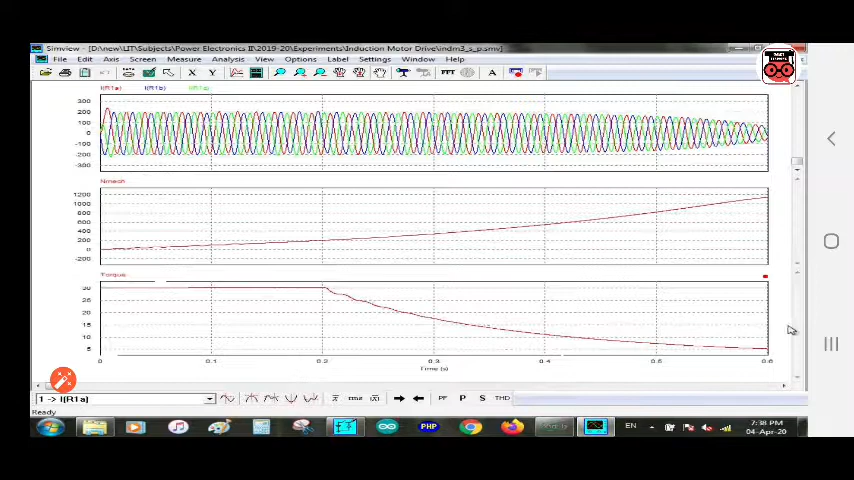 Simview - [D:\new\LIT\Subjects\Power Electronics II\2019-20\Experiments\Induction Motor Drive\indm3_s_p.smv]
File Edit Axis Screen Measure Analysis View Options Label Settings Window Help
X Y FFT A
I(R1a) I(R1b)
300
200
100
0
-100
-200
-300
Nmech
1200
1000
800
600
400
200
0
-200
Torque
30
25
20
15
10
5
0 0.1 0.2 0.3 0.4 0.5 0.6
Time (s)
1 -> I(R1a) x rms |x| PF P S THD
Ready
PHP EN 7:38 PM
04-Apr-20